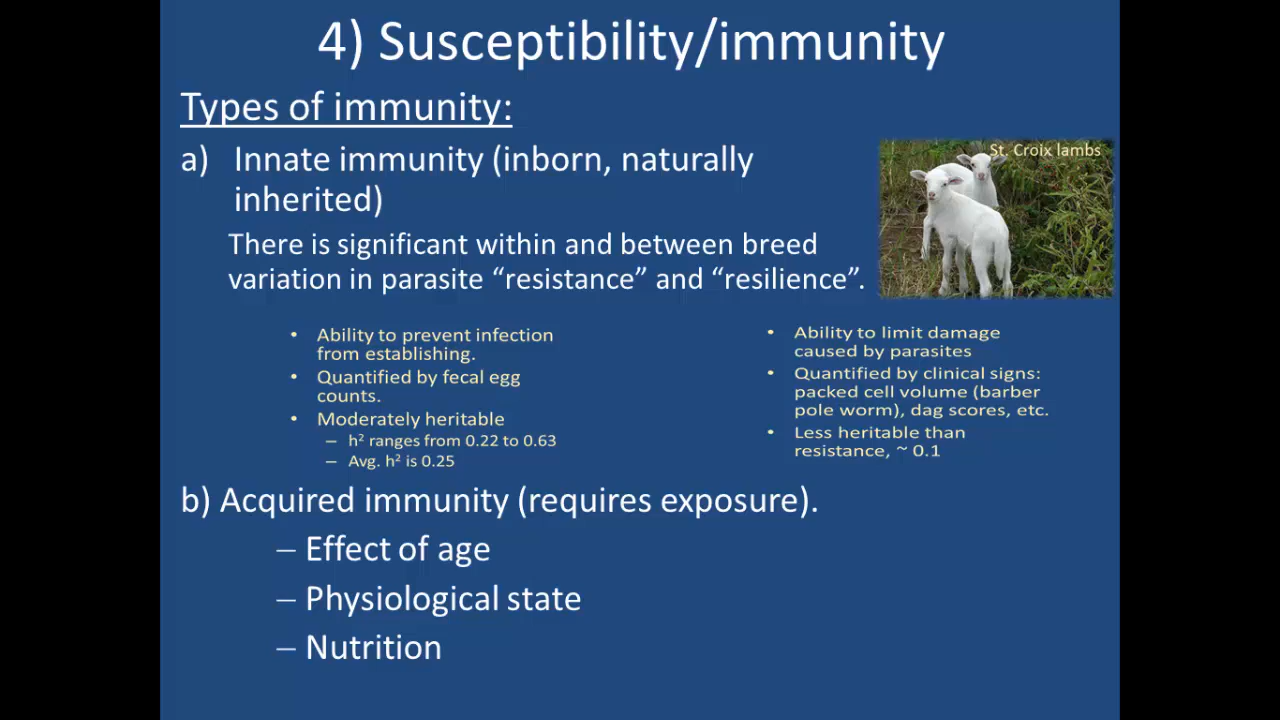 4) Susceptibility/immunity
Types of immunity:
a) Innate immunity (inborn, naturally
inherited)
St. Croix lambs
There is significant within and between breed
variation in parasite “resistance” and “resilience”.
• Ability to prevent infection
from establishing.
• Quantified by fecal egg
counts.
• Moderately heritable
– h² ranges from 0.22 to 0.63
– Avg. h² is 0.25
• Ability to limit damage
caused by parasites
• Quantified by clinical signs:
packed cell volume (barber
pole worm), dag scores, etc.
• Less heritable than
resistance, ~ 0.1
b) Acquired immunity (requires exposure).
– Effect of age
– Physiological state
– Nutrition